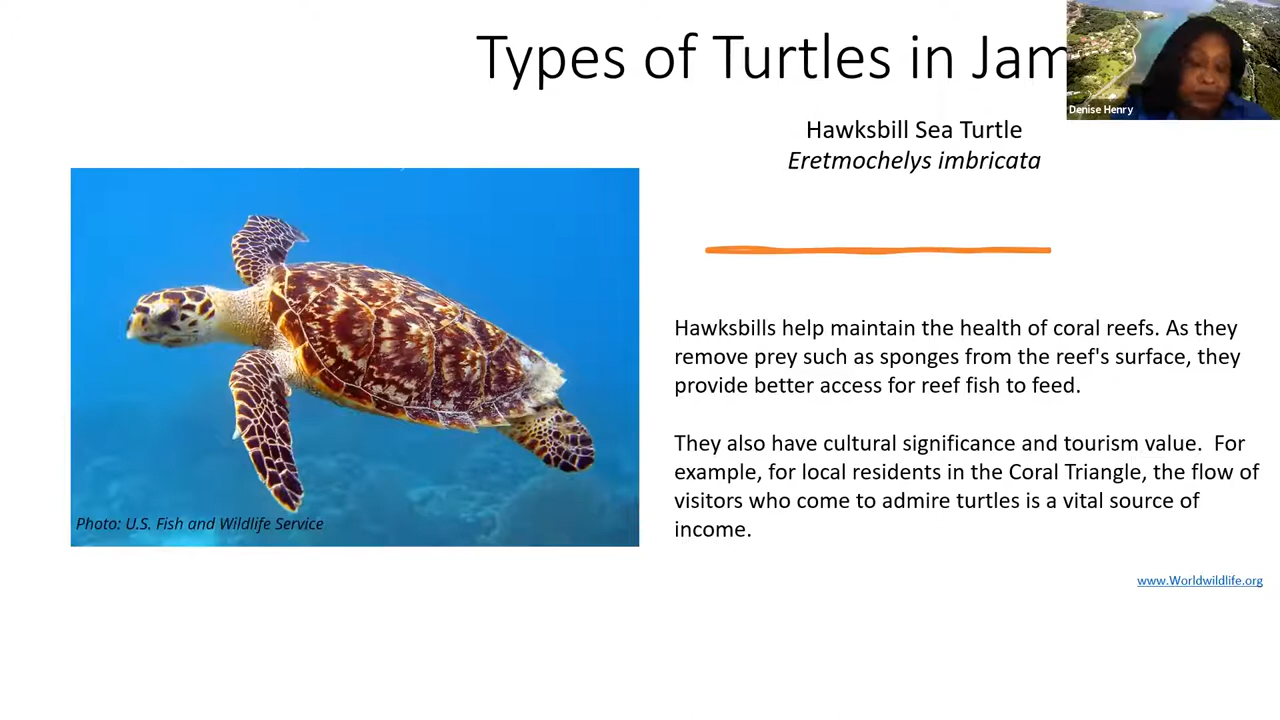 Types of Turtles in Jam
Denise Henry
Hawksbill Sea Turtle
Eretmochelys imbricata
Hawksbills help maintain the health of coral reefs. As they
remove prey such as sponges from the reef's surface, they
provide better access for reef fish to feed.
They also have cultural significance and tourism value.  For
example, for local residents in the Coral Triangle, the flow of
visitors who come to admire turtles is a vital source of
income.
Photo: U.S. Fish and Wildlife Service
www.Worldwildlife.org